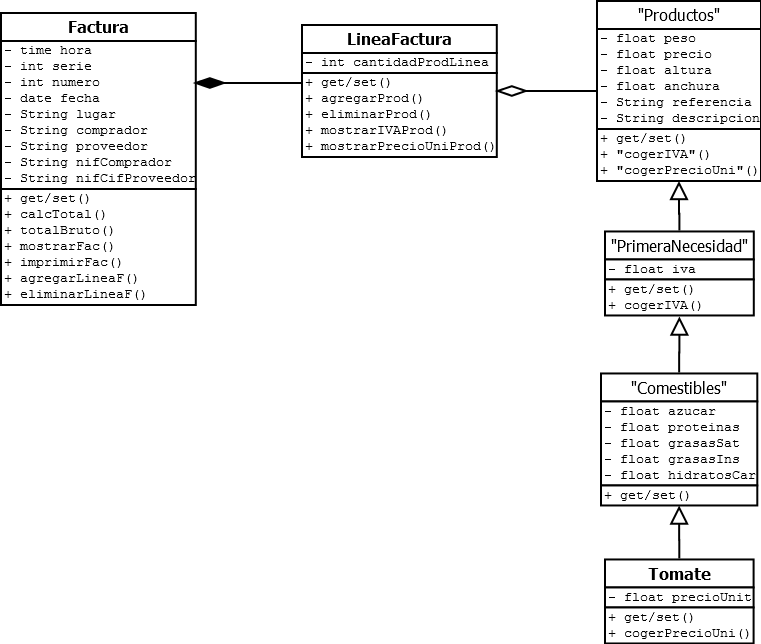 Factura
- time hora
- int serie
- int numero
- date fecha
- String lugar
- String comprador
- String proveedor
- String nifComprador
- String nifCifProveedor
+ get/set()
+ calcTotal()
+ totalBruto()
+ mostrarFac()
+ imprimirFac()
+ agregarLineaF()
+ eliminarLineaF()
LineaFactura
- int cantidadProdLinea
+ get/set()
+ agregarProd()
+ eliminarProd()
+ mostrarIVAProd()
+ mostrarPrecioUniProd()
"Productos"
- float peso
- float precio
- float altura
- float anchura
- String referencia
- String descripcion
+ get/set()
+ "cogerIVA"()
+ "cogerPrecioUni"()
"PrimeraNecesidad"
- float iva
+ get/set()
+ cogerIVA()
"Comestibles"
- float azucar
- float proteinas
- float grasasSat
- float grasasIns
- float hidratosCar
+ get/set()
Tomate
- float precioUnit
+ get/set()
+ cogerPrecioUni()